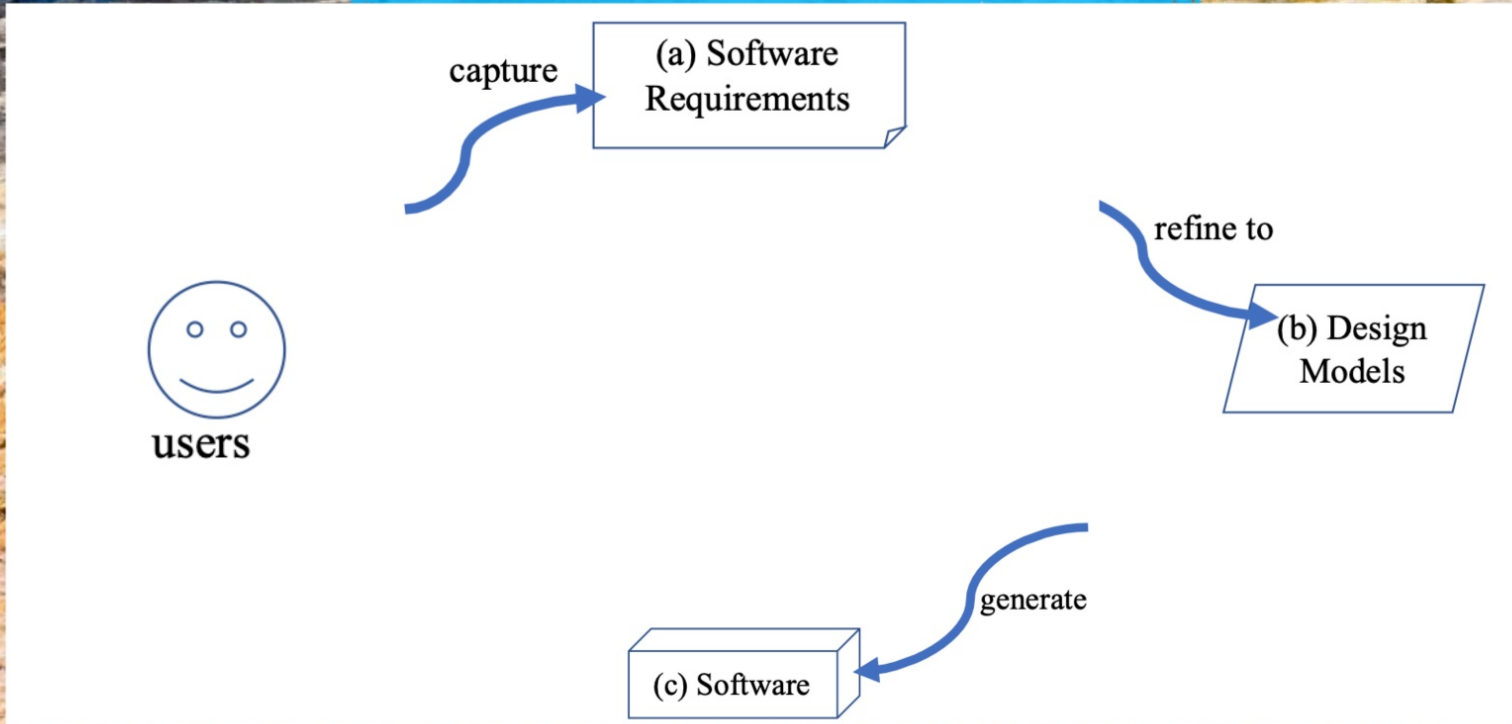 capture
(a) Software
Requirements
refine to
(b) Design
Models
users
generate
(c) Software